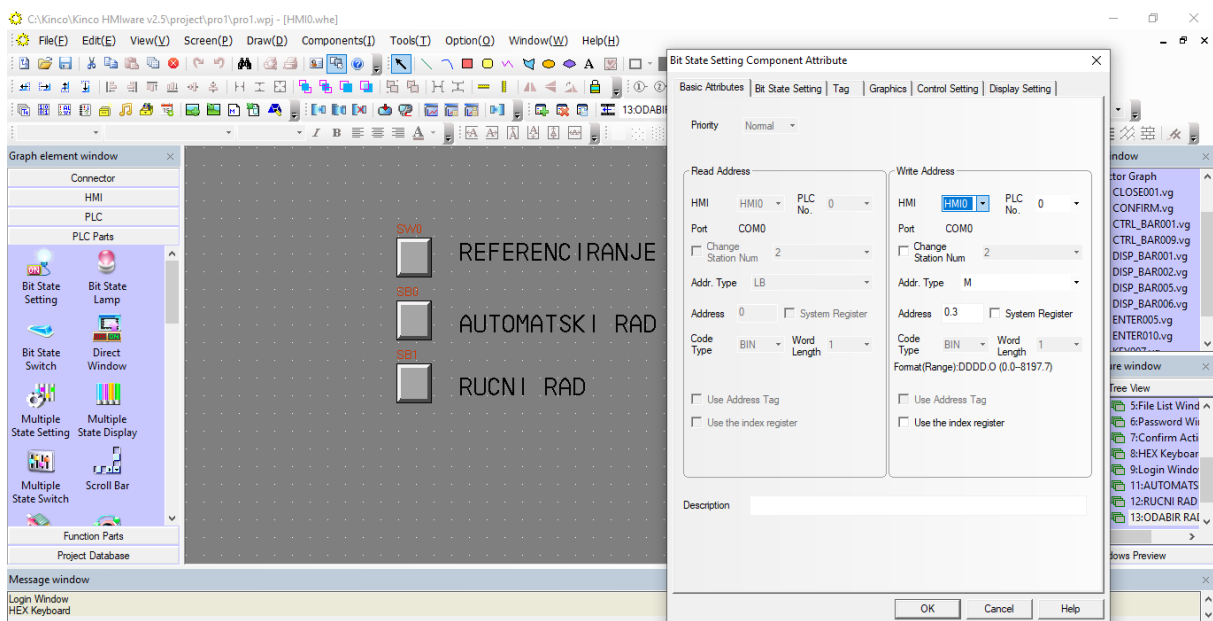 C:\Kinco\Kinco HMIware v2.5\project\pro1\pro1.wpj - [HMI0.whe]
File(F) Edit(E) View(V) Screen(P) Draw(D) Components(I) Tools(T) Option(O) Window(W) Help(H)
13:ODABIR
Graph element window
Connector
HMI
PLC
PLC Parts
Bit State Setting
Bit State Lamp
Bit State Switch
Direct Window
Multiple State Setting
Multiple State Display
Multiple State Switch
Scroll Bar
Function Parts
Project Database
SW0
REFERENCIRANJE
SB0
AUTOMATSKI RAD
SB1
RUCNI RAD
Bit State Setting Component Attribute
Basic Attributes Bit State Setting Tag Graphics Control Setting Display Setting
Priority Normal
Read Address
HMI HMI0 PLC No. 0
Port COM0
Change Station Num 2
Addr. Type LB
Address 0 System Register
Code Type BIN Word Length 1
Use Address Tag
Use the index register
Write Address
HMI HMI0 PLC No. 0
Port COM0
Change Station Num 2
Addr. Type M
Address 0.3 System Register
Code Type BIN Word Length 1
Format(Range):DDDD.O (0.0--8197.7)
Use Address Tag
Use the index register
Description
OK Cancel Help
indow
tor Graph
CLOSE001.vg
CONFIRM.vg
CTRL_BAR001.vg
CTRL_BAR009.vg
DISP_BAR001.vg
DISP_BAR002.vg
DISP_BAR005.vg
DISP_BAR006.vg
ENTER005.vg
ENTER010.vg
re window
Tree View
5:File List Wind
6:Password Wi
7:Confirm Acti
8:HEX Keyboar
9:Login Windo
11:AUTOMATS
12:RUCNI RAD
13:ODABIR RAD
dows Preview
Message window
Login Window
HEX Keyboard